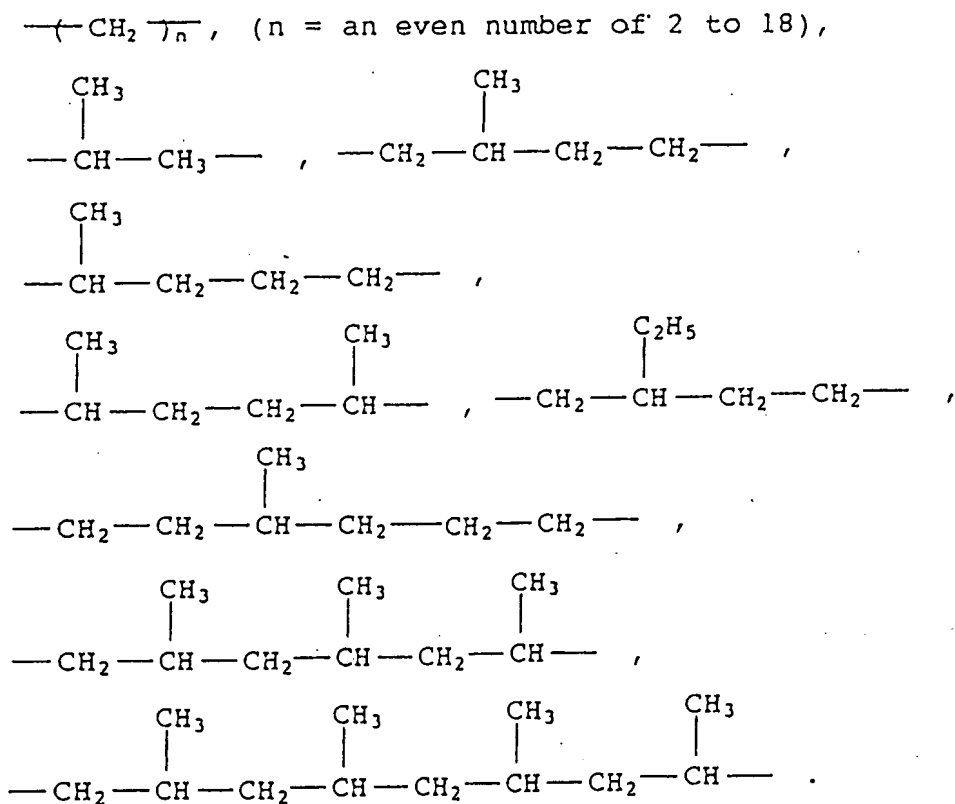 —( CH₂ )ₙ , (n = an even number of 2 to 18),
CH₃ CH₃
—CH—CH₃— , —CH₂—CH—CH₂—CH₂— ,
CH₃
—CH—CH₂—CH₂—CH₂— ,
CH₃ CH₃ C₂H₅
—CH—CH₂—CH₂—CH— , —CH₂—CH—CH₂—CH₂— ,
CH₃
—CH₂—CH₂—CH—CH₂—CH₂—CH₂— ,
CH₃ CH₃ CH₃
—CH₂—CH—CH₂—CH—CH₂—CH— ,
CH₃ CH₃ CH₃ CH₃
—CH₂—CH—CH₂—CH—CH₂—CH—CH₂—CH— .